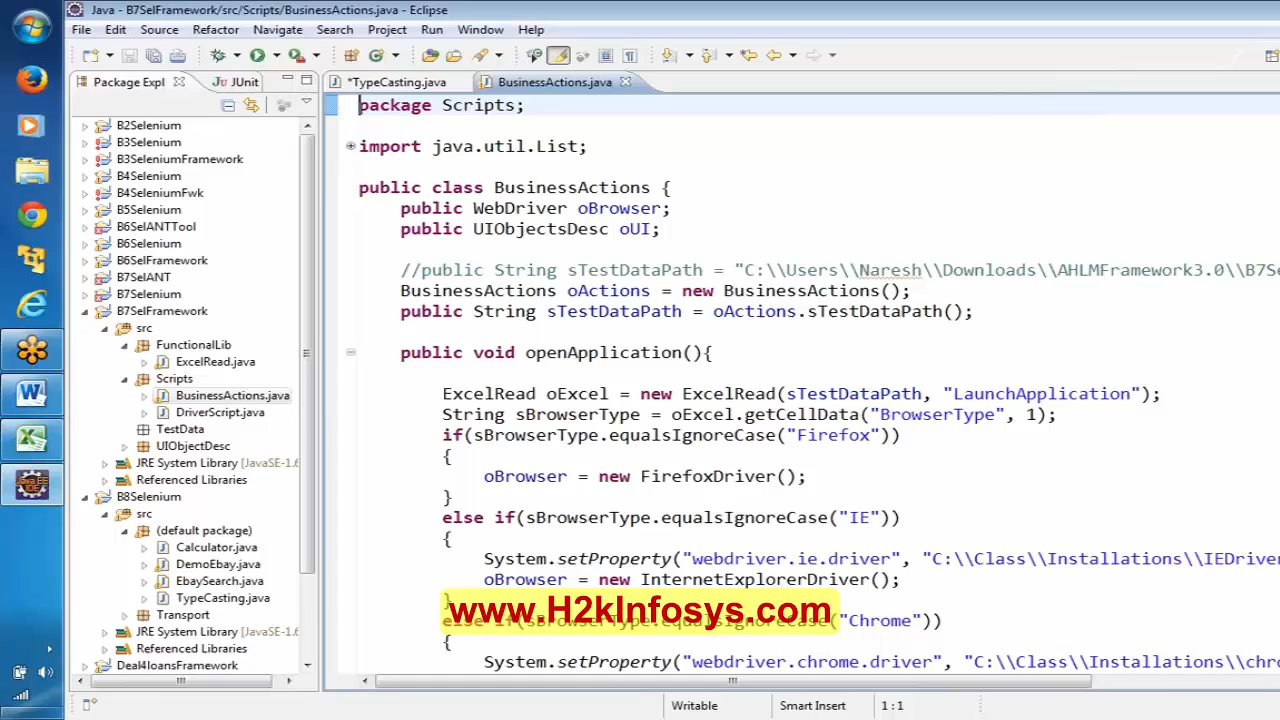 Java - B7SelFramework/src/Scripts/BusinessActions.java - Eclipse
File Edit Source Refactor Navigate Search Project Run Window Help
Package Expl JUnit
*TypeCasting.java BusinessActions.java
B2Selenium
B3Selenium
B3SeleniumFramework
B4Selenium
B4SeleniumFwk
B5Selenium
B6SelANTTool
B6Selenium
B6SelFramework
B7SelANT
B7Selenium
B7SelFramework
src
FunctionalLib
ExcelRead.java
Scripts
BusinessActions.java
DriverScript.java
TestData
UIObjectDesc
JRE System Library [JavaSE-1.6
Referenced Libraries
B8Selenium
src
(default package)
Calculator.java
DemoEbay.java
EbaySearch.java
TypeCasting.java
Transport
JRE System Library [JavaSE-1.6
Referenced Libraries
Deal4loansFramework
package Scripts;
import java.util.List;
public class BusinessActions {
public WebDriver oBrowser;
public UIObjectsDesc oUI;
//public String sTestDataPath = "C:\\Users\\Naresh\\Downloads\\AHLMFramework3.0\\B7Se
BusinessActions oActions = new BusinessActions();
public String sTestDataPath = oActions.sTestDataPath();
public void openApplication(){
ExcelRead oExcel = new ExcelRead(sTestDataPath, "LaunchApplication");
String sBrowserType = oExcel.getCellData("BrowserType", 1);
if(sBrowserType.equalsIgnoreCase("Firefox"))
{
oBrowser = new FirefoxDriver();
}
else if(sBrowserType.equalsIgnoreCase("IE"))
{
System.setProperty("webdriver.ie.driver", "C:\\Class\\Installations\\IEDriver
oBrowser = new InternetExplorerDriver();
}
www.H2kInfosys.com
else if(sBrowserType.equalsIgnoreCase("Chrome"))
{
System.setProperty("webdriver.chrome.driver", "C:\\Class\\Installations\\chro
Writable Smart Insert 1 : 1